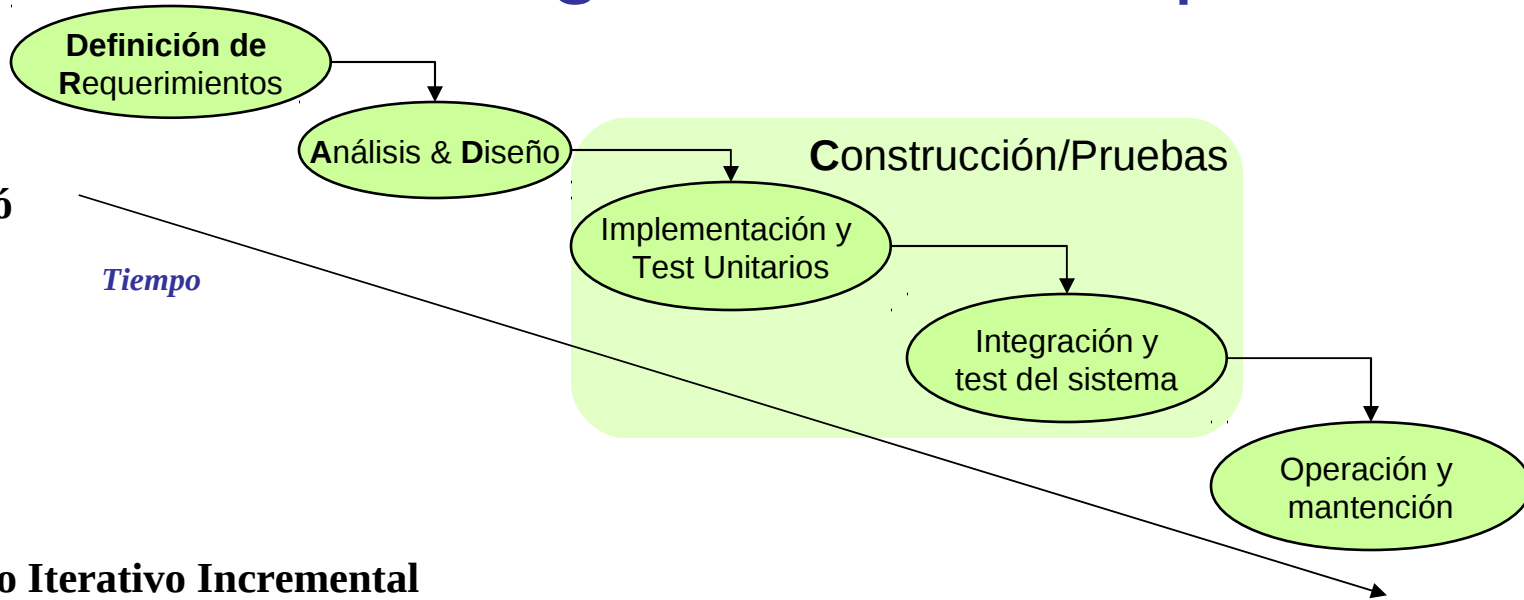 Definición de
Requerimientos
Análisis & Diseño
Construcción/Pruebas
Implementación y
Test Unitarios
Tiempo
Integración y
test del sistema
Operación y
mantención
Iterativo Incremental